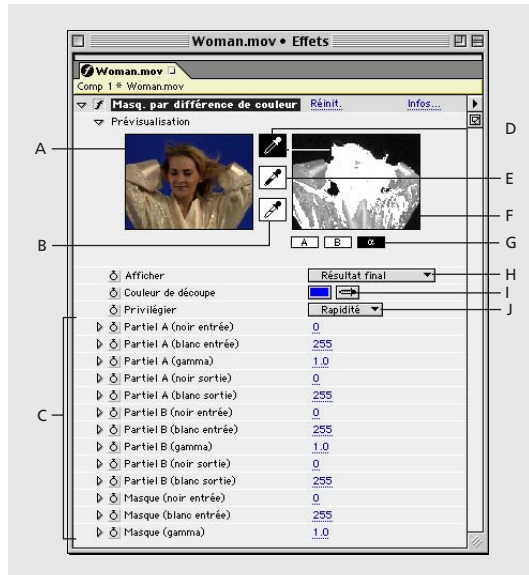 Woman.mov • Effets
Woman.mov
Comp 1 * Woman.mov
Masq. par différence de couleur Réinit. Infos...
Prévisualisation
A
D
E
B
F
A B α
G
Afficher Résultat final
H
Couleur de découpe
I
Privilégier Rapidité
J
Partiel A (noir entrée) 0
Partiel A (blanc entrée) 255
Partiel A (gamma) 1.0
Partiel A (noir sortie) 0
Partiel A (blanc sortie) 255
C
Partiel B (noir entrée) 0
Partiel B (blanc entrée) 255
Partiel B (gamma) 1.0
Partiel B (noir sortie) 0
Partiel B (blanc sortie) 255
Masque (noir entrée) 0
Masque (blanc entrée) 255
Masque (gamma) 1.0